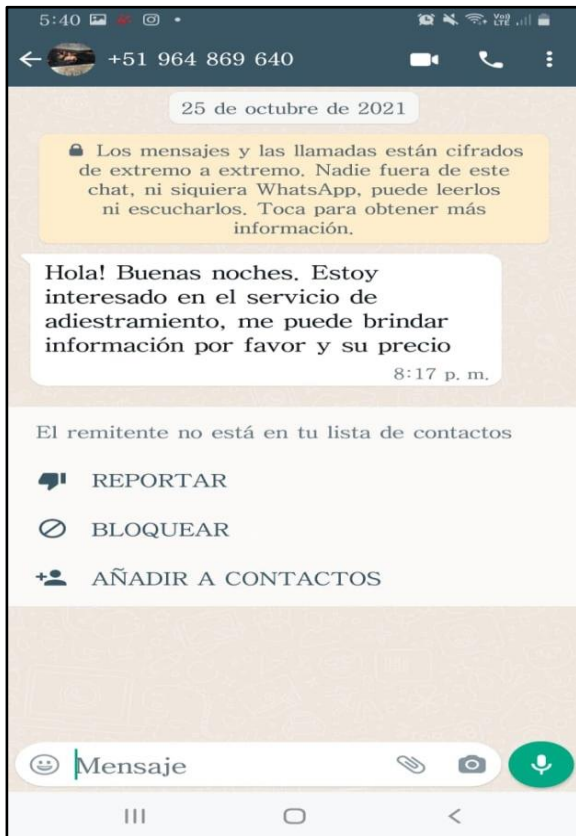 5:40
VoD
LTE
+51 964 869 640
25 de octubre de 2021
Los mensajes y las llamadas están cifrados
de extremo a extremo. Nadie fuera de este
chat, ni siquiera WhatsApp, puede leerlos
ni escucharlos. Toca para obtener más
información.
Hola! Buenas noches. Estoy
interesado en el servicio de
adiestramiento, me puede brindar
información por favor y su precio
8:17 p. m.
El remitente no está en tu lista de contactos
REPORTAR
BLOQUEAR
AÑADIR A CONTACTOS
Mensaje